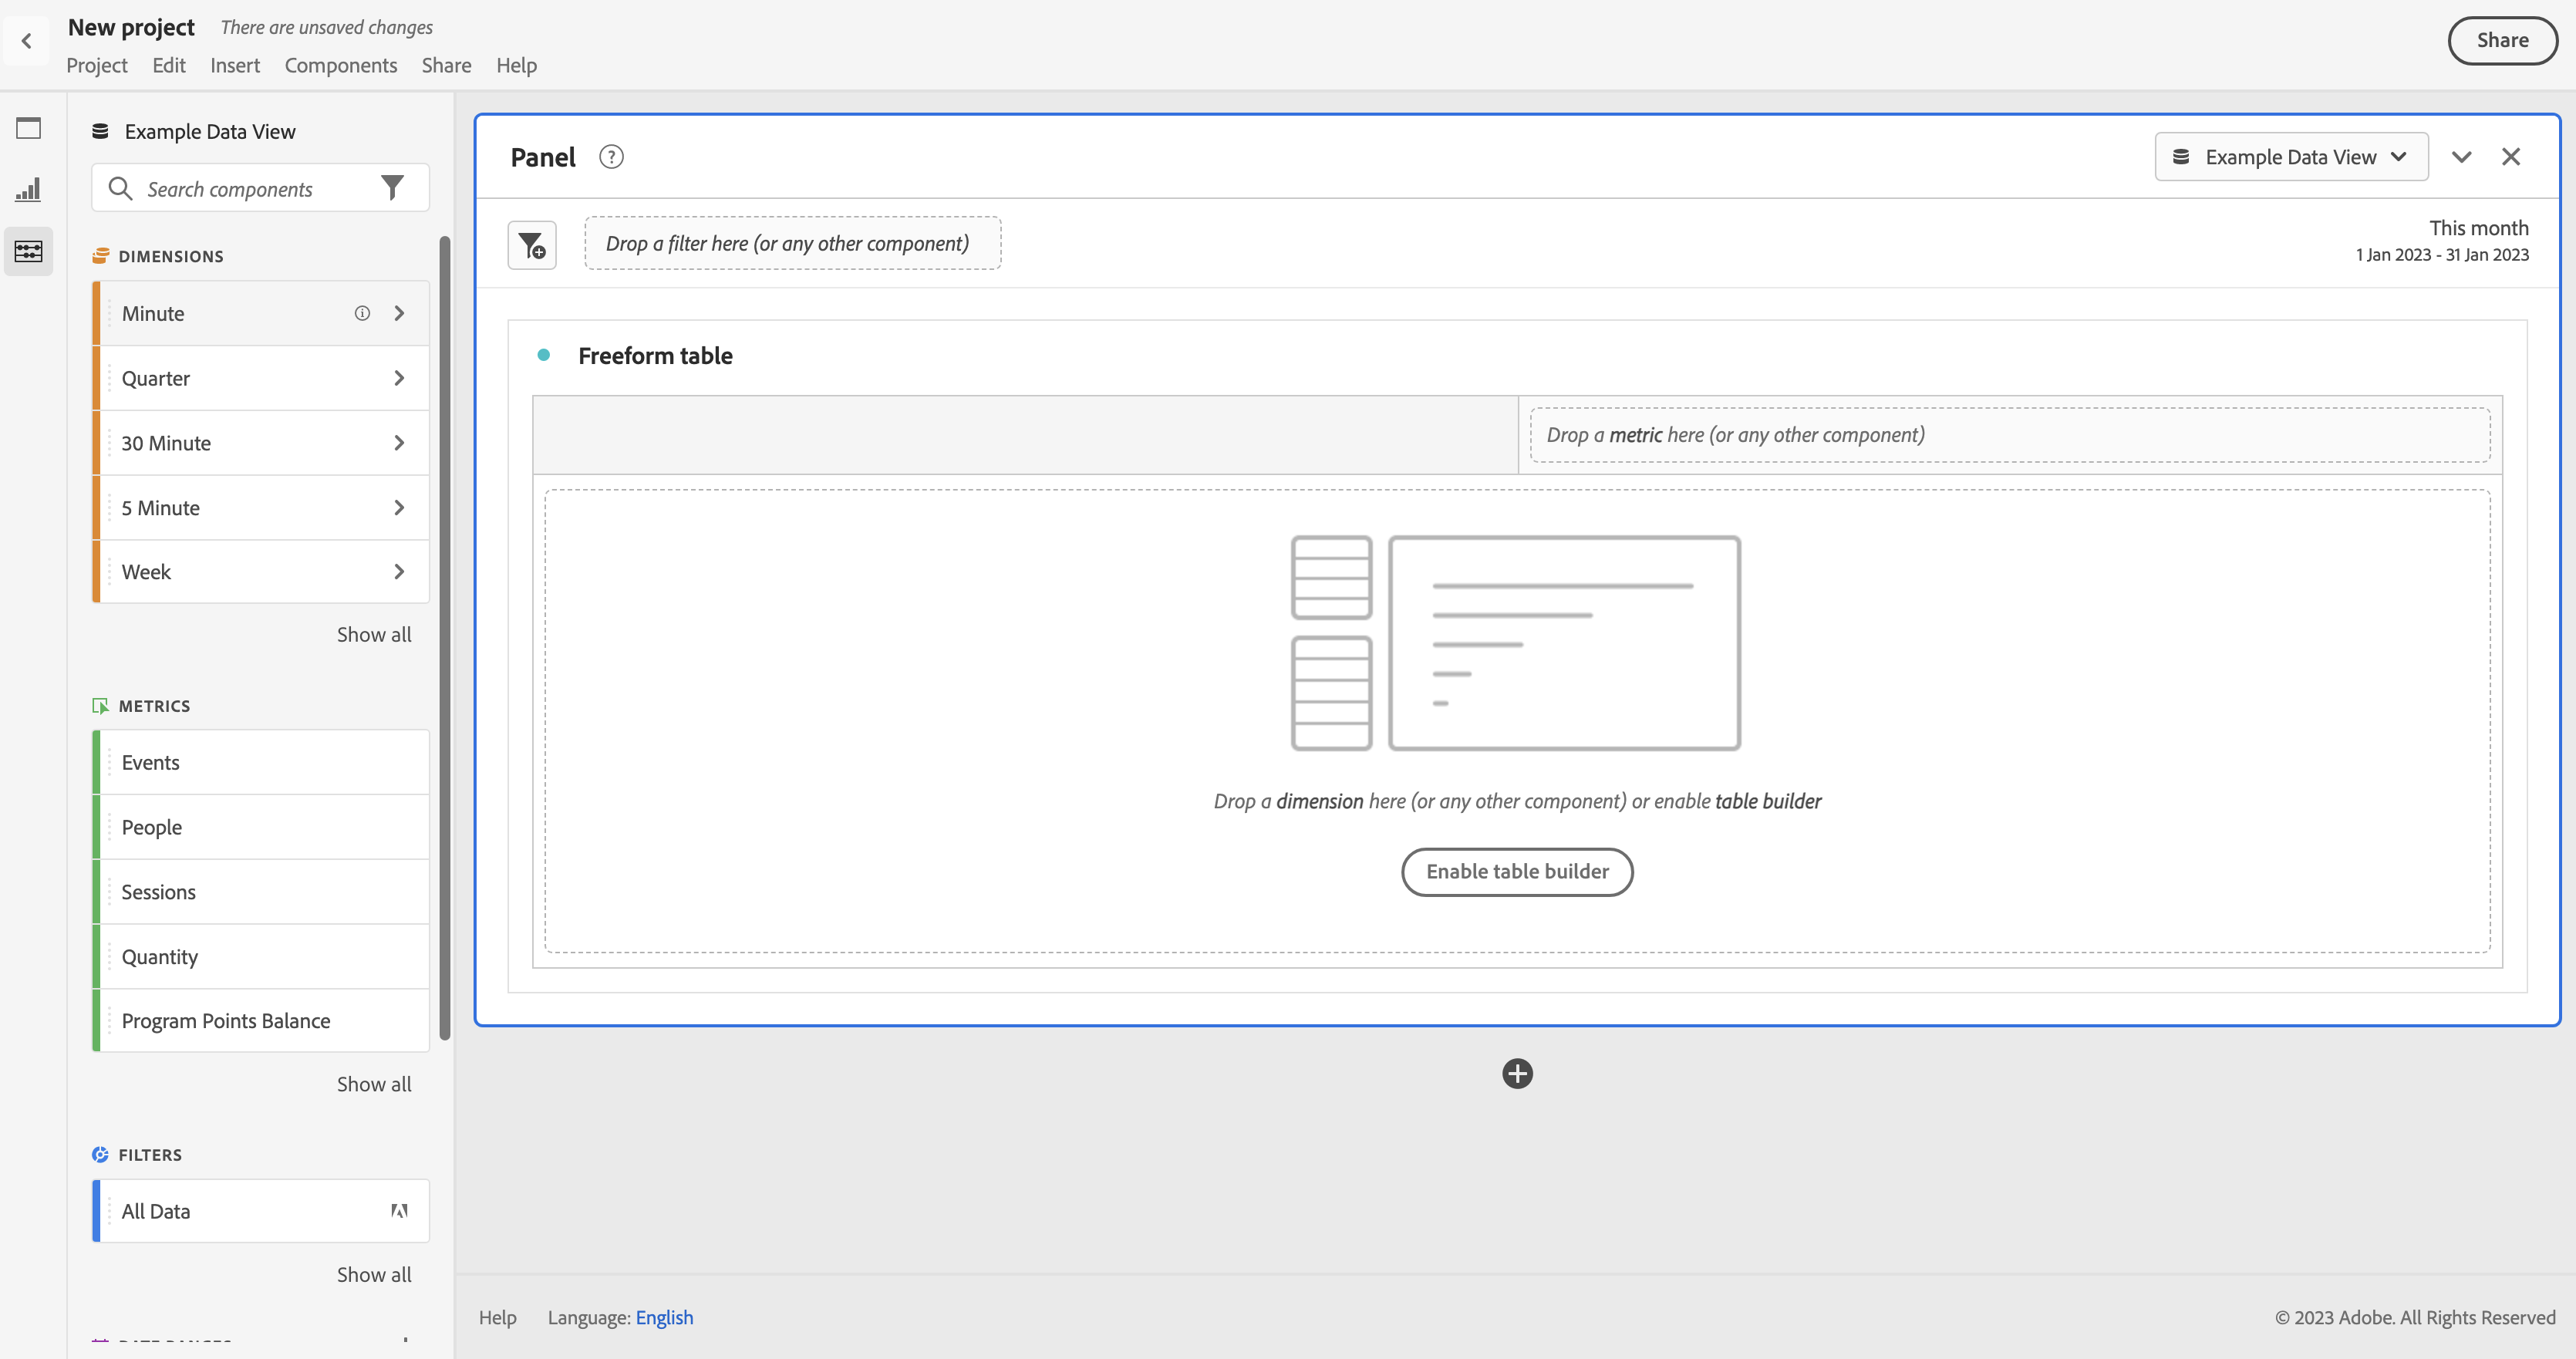 New project There are unsaved changes
Project Edit Insert Components Share Help
Share
Example Data View
Search components
DIMENSIONS
Minute
Quarter
30 Minute
5 Minute
Week
Show all
METRICS
Events
People
Sessions
Quantity
Program Points Balance
Show all
FILTERS
All Data
Show all
Panel
Example Data View
Drop a filter here (or any other component)
This month
1 Jan 2023 - 31 Jan 2023
Freeform table
Drop a metric here (or any other component)
Drop a dimension here (or any other component) or enable table builder
Enable table builder
Help Language: English
© 2023 Adobe. All Rights Reserved